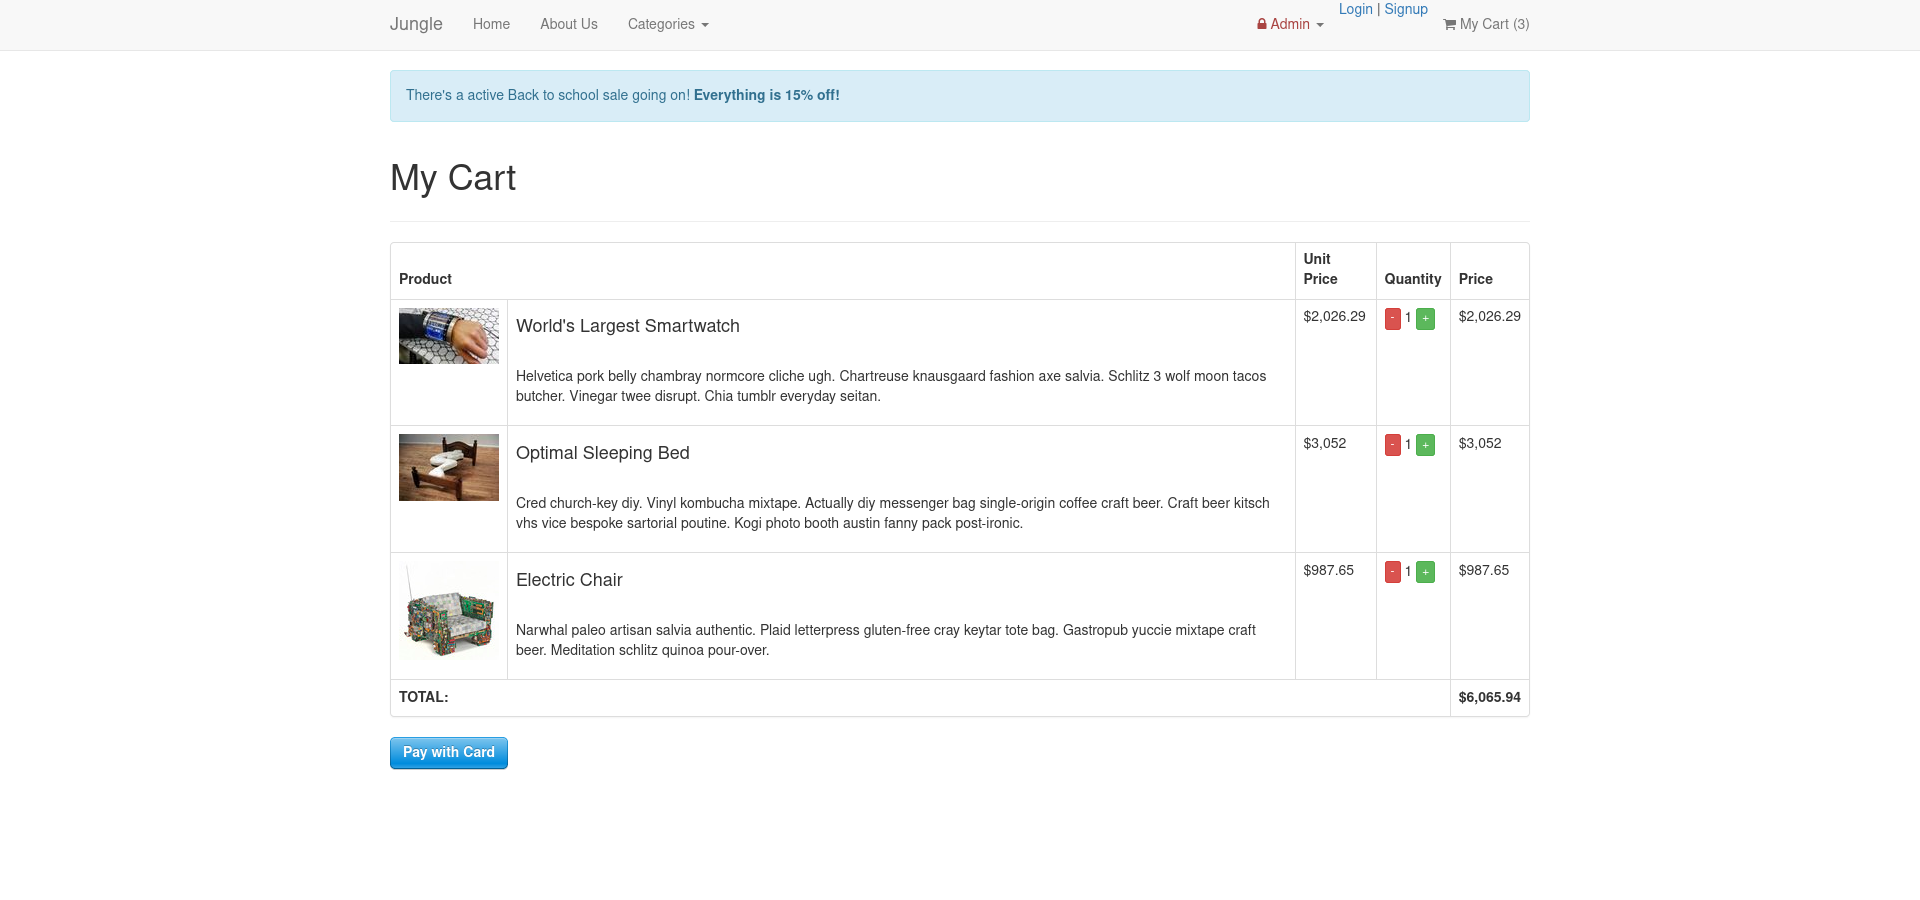 Jungle Home About Us Categories Admin Login | Signup My Cart (3)
There's a active Back to school sale going on! Everything is 15% off!
My Cart
Product Unit Price Quantity Price
World's Largest Smartwatch $2,026.29 - 1 + $2,026.29
Helvetica pork belly chambray normcore cliche ugh. Chartreuse knausgaard fashion axe salvia. Schlitz 3 wolf moon tacos
butcher. Vinegar twee disrupt. Chia tumblr everyday seitan.
Optimal Sleeping Bed $3,052 - 1 + $3,052
Cred church-key diy. Vinyl kombucha mixtape. Actually diy messenger bag single-origin coffee craft beer. Craft beer kitsch
vhs vice bespoke sartorial poutine. Kogi photo booth austin fanny pack post-ironic.
Electric Chair $987.65 - 1 + $987.65
Narwhal paleo artisan salvia authentic. Plaid letterpress gluten-free cray keytar tote bag. Gastropub yuccie mixtape craft
beer. Meditation schlitz quinoa pour-over.
TOTAL: $6,065.94
Pay with Card